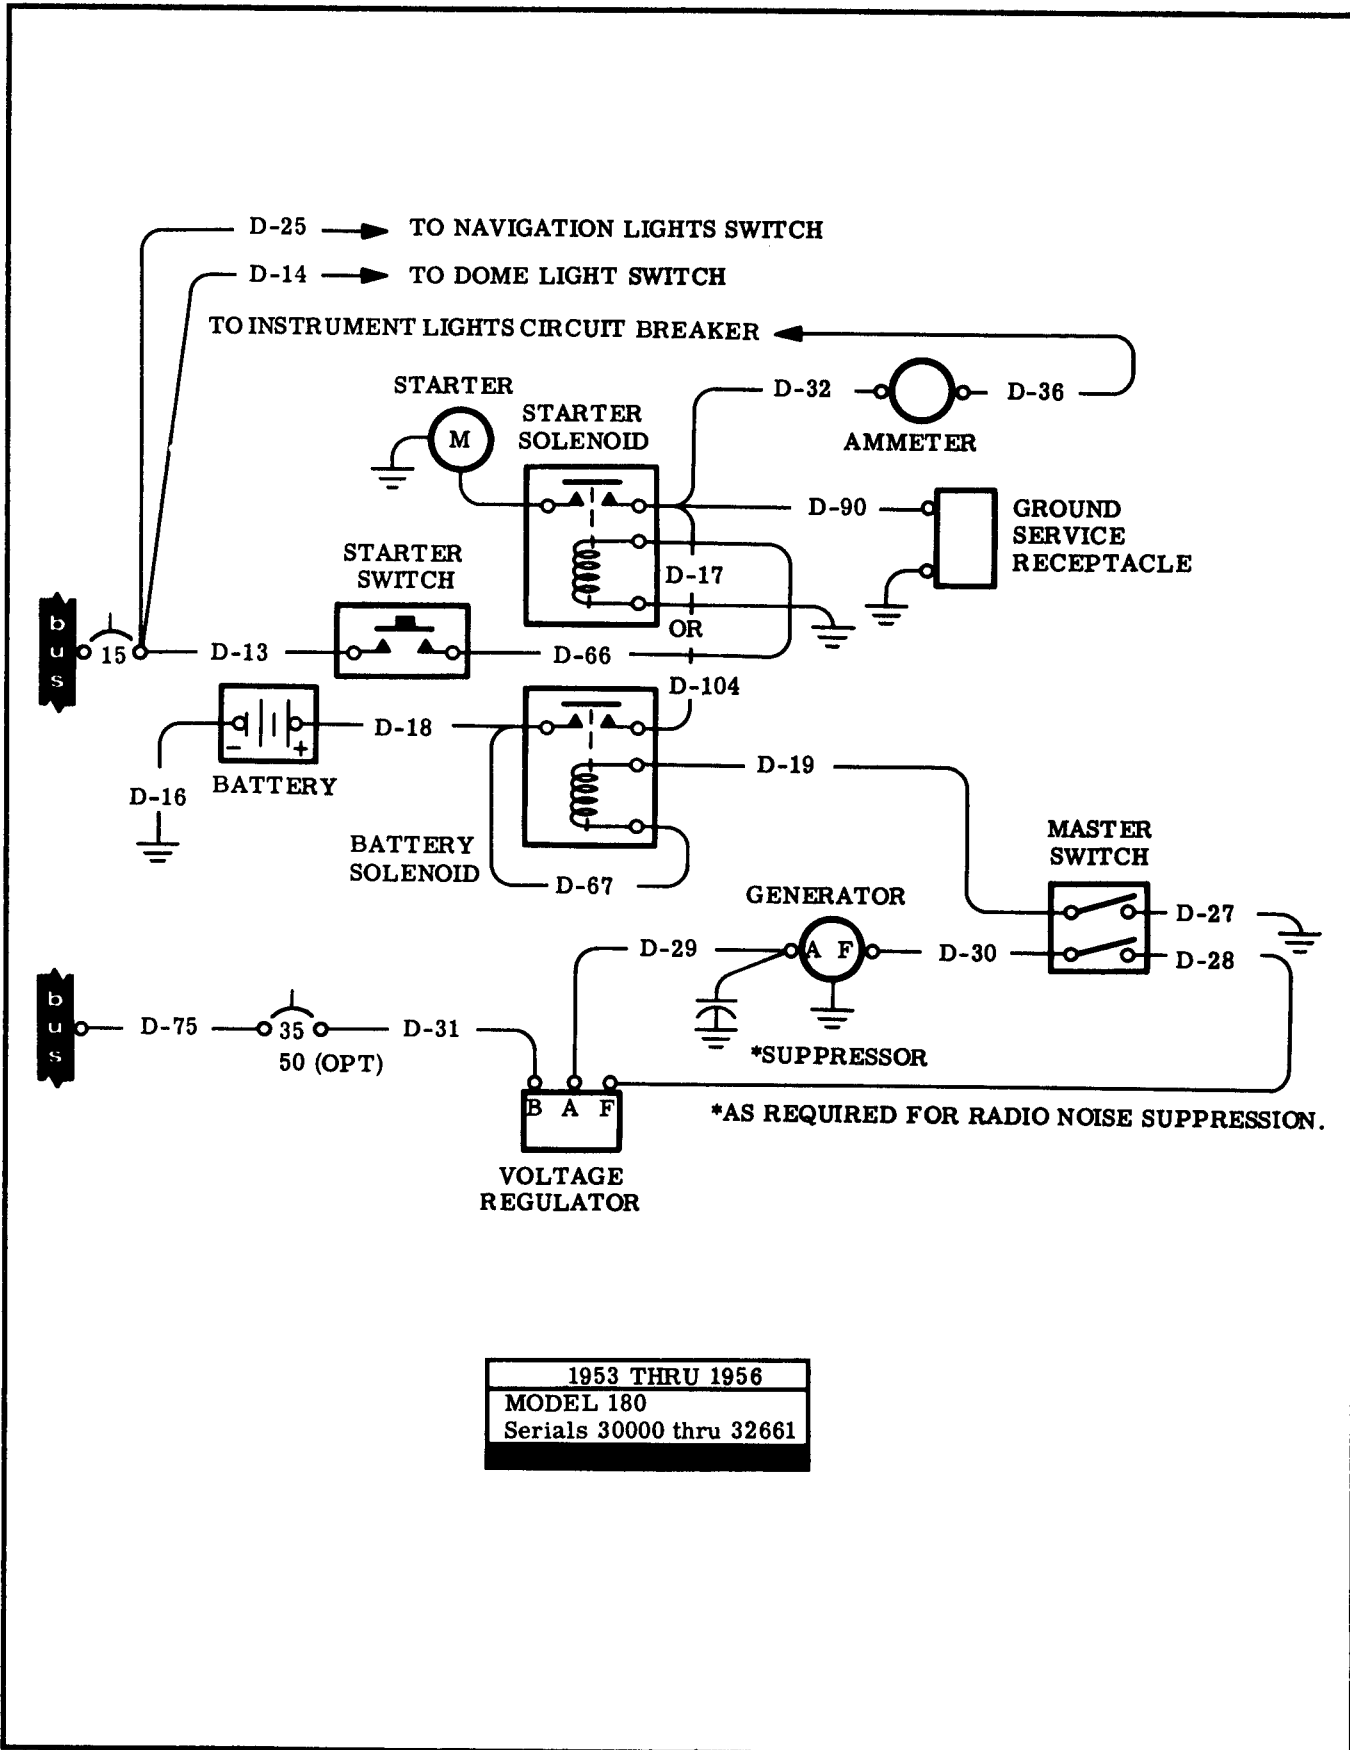 D-25 TO NAVIGATION LIGHTS SWITCH
D-14 TO DOME LIGHT SWITCH
TO INSTRUMENT LIGHTS CIRCUIT BREAKER
STARTER
D-32
D-36
STARTER
SOLENOID
AMMETER
M
D-90
GROUND
SERVICE
RECEPTACLE
STARTER
SWITCH
D-17
OR
bus
15
D-13
D-66
D-104
D-18
- +
BATTERY
D-16
D-19
BATTERY
SOLENOID
D-67
MASTER
SWITCH
GENERATOR
D-27
D-29
A F
D-30
D-28
bus
D-75
35
50 (OPT)
D-31
*SUPPRESSOR
B A F
*AS REQUIRED FOR RADIO NOISE SUPPRESSION.
VOLTAGE
REGULATOR
1953 THRU 1956
MODEL 180
Serials 30000 thru 32661